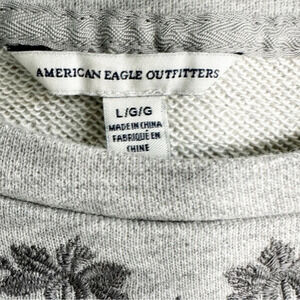 AMERICAN EAGLE OUTFITTERS
L/G/G
MADE IN CHINA
FABRIQUÉ EN
CHINE